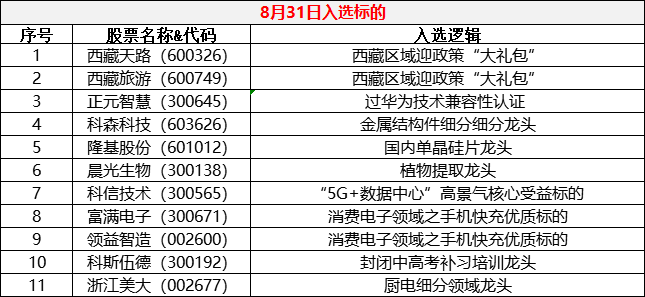 8月31日入选标的
序号 股票名称&代码 入选逻辑
1 西藏天路（600326） 西藏区域迎政策“大礼包”
2 西藏旅游（600749） 西藏区域迎政策“大礼包”
3 正元智慧（300645） 过华为技术兼容性认证
4 科森科技（603626） 金属结构件细分细分龙头
5 隆基股份（601012） 国内单晶硅片龙头
6 晨光生物（300138） 植物提取龙头
7 科信技术（300565） “5G+数据中心”高景气核心受益标的
8 富满电子（300671） 消费电子领域之手机快充优质标的
9 领益智造（002600） 消费电子领域之手机快充优质标的
10 科斯伍德（300192） 封闭中高考补习培训龙头
11 浙江美大（002677） 厨电细分领域龙头